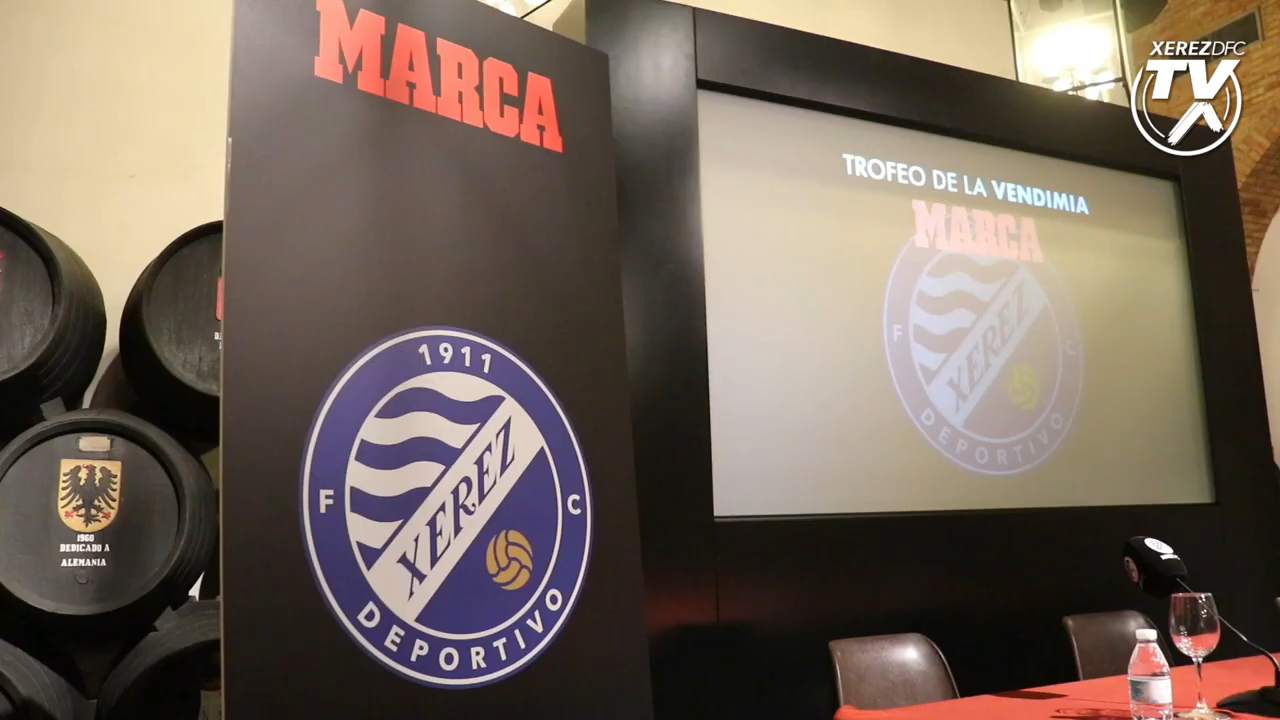 MARCA
1911
F
XEREZ
C
DEPORTIVO
TROFEO DE LA VENDIMIA
MARCA
F
XEREZ
C
DEPORTIVO
XEREZDFC
TV
X
1960
DEDICADO A
ALEMANIA